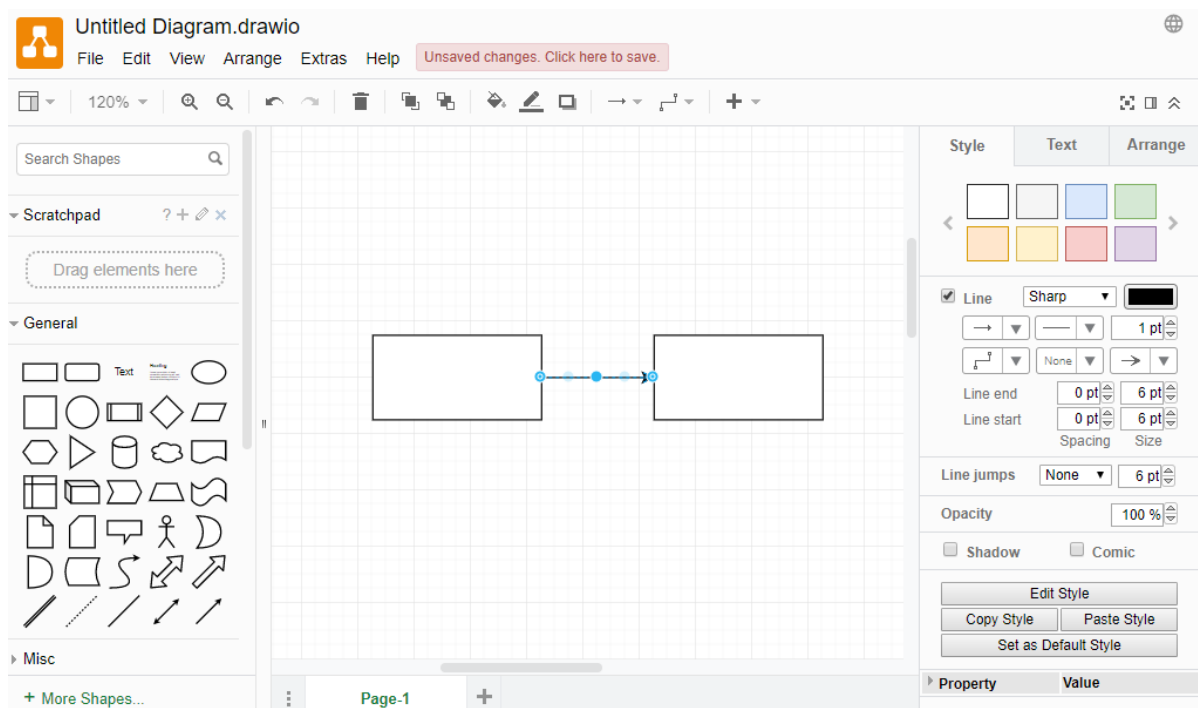 Untitled Diagram.drawio
File Edit View Arrange Extras Help Unsaved changes. Click here to save.
120%
Search Shapes
Scratchpad ?
Drag elements here
General
Text Heading
Misc
+ More Shapes...
Page-1
Style Text Arrange
Line Sharp
1 pt
None
Line end 0 pt 6 pt
Line start 0 pt 6 pt
Spacing Size
Line jumps None 6 pt
Opacity 100 %
Shadow Comic
Edit Style
Copy Style Paste Style
Set as Default Style
Property Value